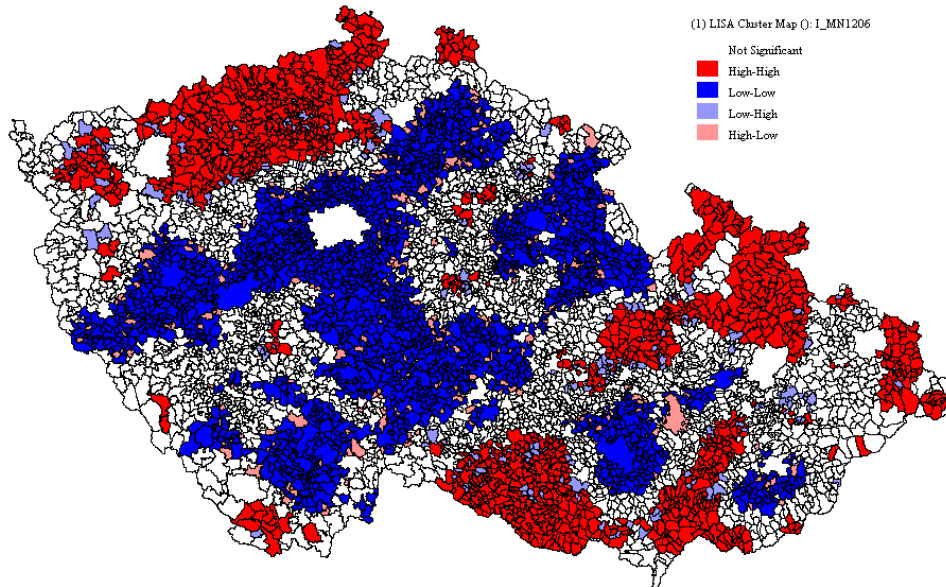 (1) LISA Cluster Map (): I_MN1206
Not Significant
High-High
Low-Low
Low-High
High-Low